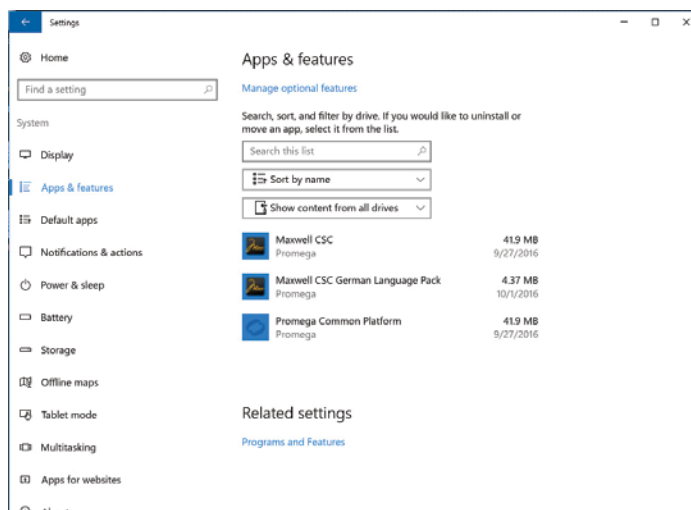 Settings
Home
Find a setting
System
Display
Apps & features
Default apps
Notifications & actions
Power & sleep
Battery
Storage
Offline maps
Tablet mode
Multitasking
Apps for websites
Apps & features
Manage optional features
Search, sort, and filter by drive. If you would like to uninstall or
move an app, select it from the list.
Search this list
Sort by name
Show content from all drives
Maxwell CSC 41.9 MB
Promega 9/27/2016
Maxwell CSC German Language Pack 4.37 MB
Promega 10/1/2016
Promega Common Platform 41.9 MB
Promega 9/27/2016
Related settings
Programs and Features